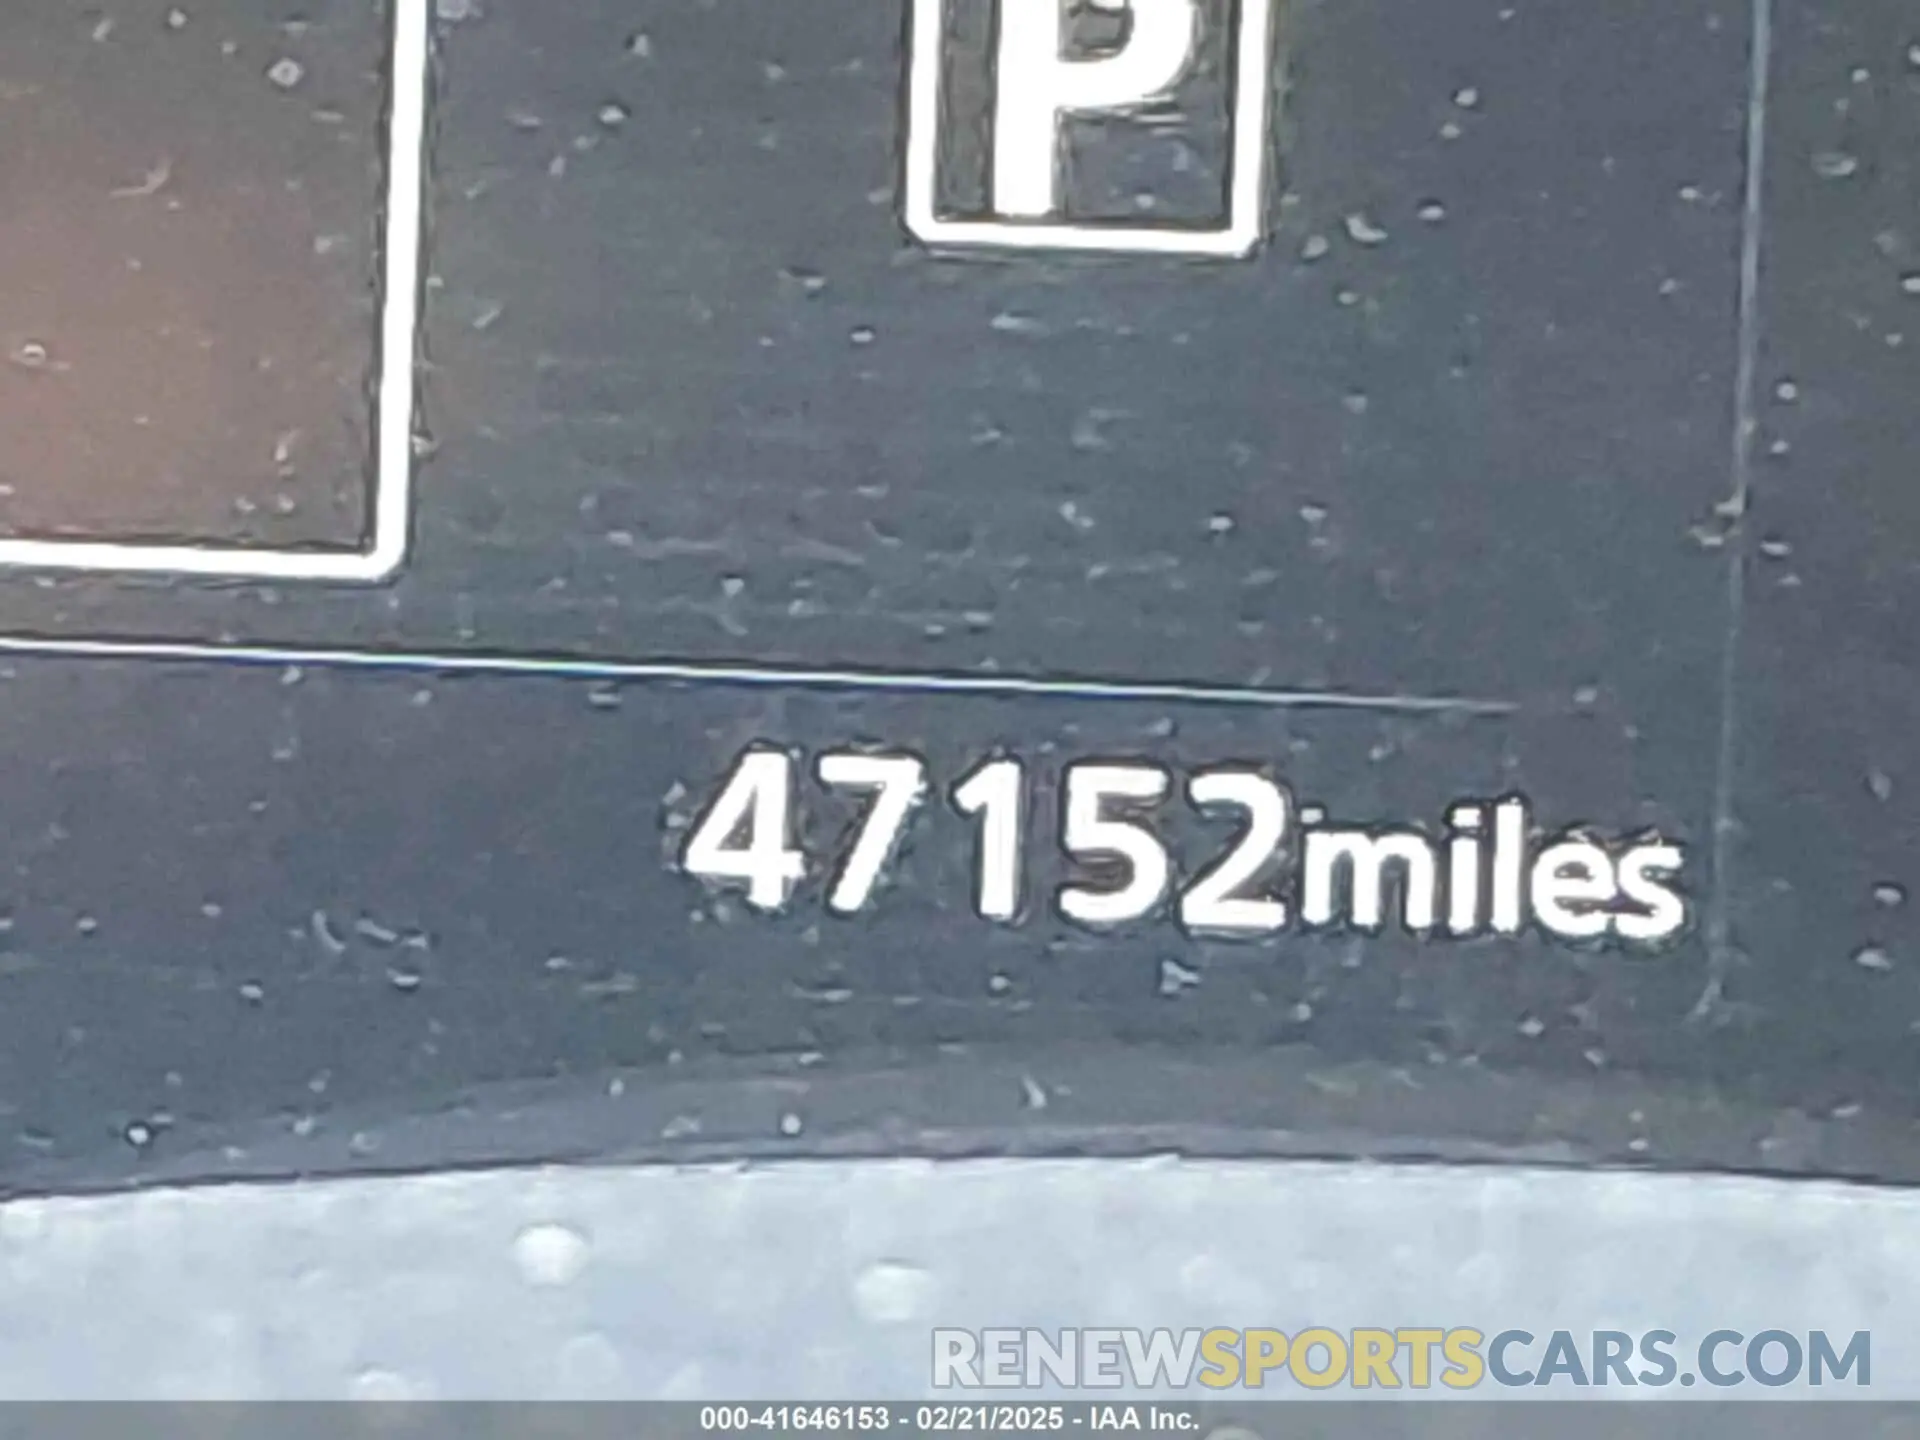 P
47152miles
RENEWSPORTSCARS.COM
000-41646153 - 02/21/2025 - IAA Inc.